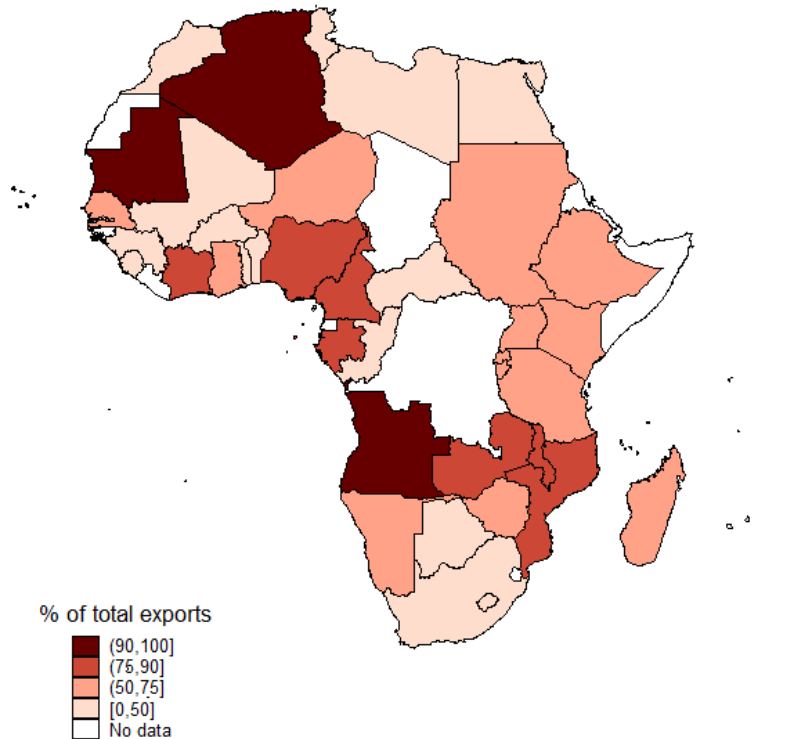 % of total exports
(90,100]
(75,90]
(50,75]
[0,50]
No data